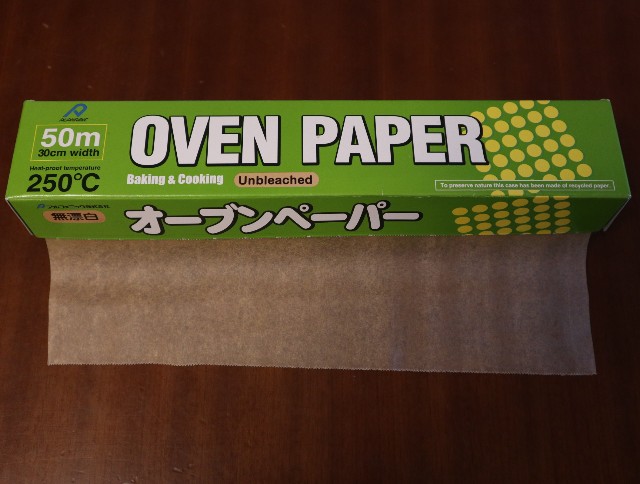 50m
30cm width
Heat-proof temperature
250°C
OVEN PAPER
Baking & Cooking
Unbleached
To preserve nature this case has been made of recycled paper.
無漂白
オーブンペーパー